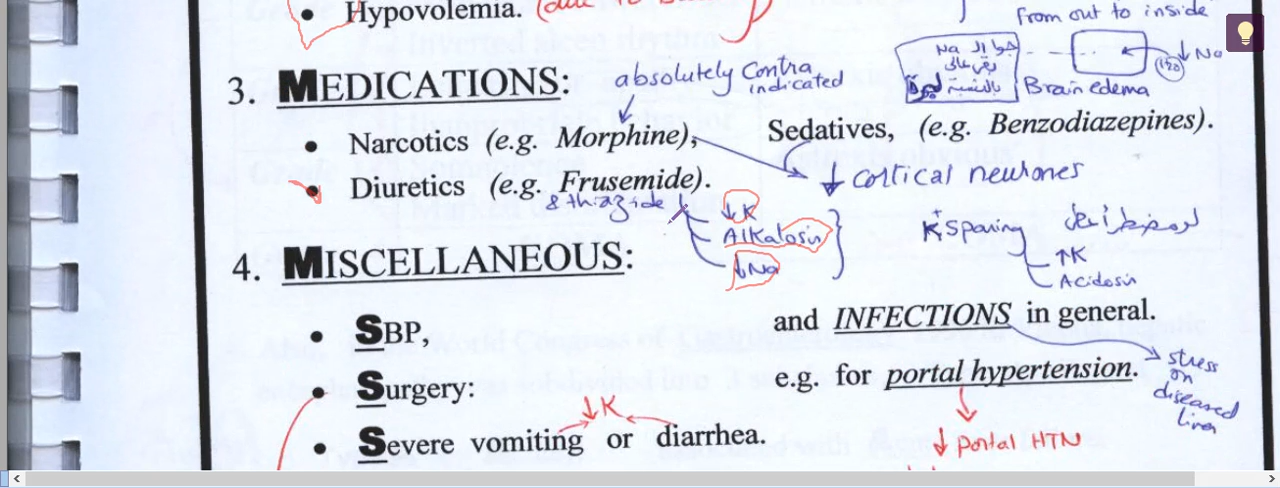 Hypovolemia.
From out to inside
3. MEDICATIONS:
absolutely Contra indicated
↓Na
H2O
Brain edema
Narcotics (e.g. Morphine), Sedatives, (e.g. Benzodiazepines).
↓ cortical neurones
Diuretics (e.g. Frusemide).
& thiazide
↓K
Alkalosis
↓Na
K sparing
↑K
Acidosis
4. MISCELLANEOUS:
SBP, and INFECTIONS in general.
stress on diseased liver
Surgery: e.g. for portal hypertension.
↓K
Severe vomiting or diarrhea.
↓ portal HTN